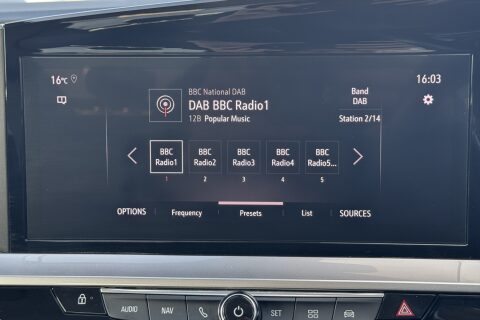 16°C
16:03
BBC National DAB
DAB BBC Radio1
12B Popular Music
Band
DAB
Station 2/14
BBC Radio1
BBC Radio2
BBC Radio3
BBC Radio4
BBC Radio5...
1 2 3 4 5
OPTIONS Frequency Presets List SOURCES
AUDIO NAV SET